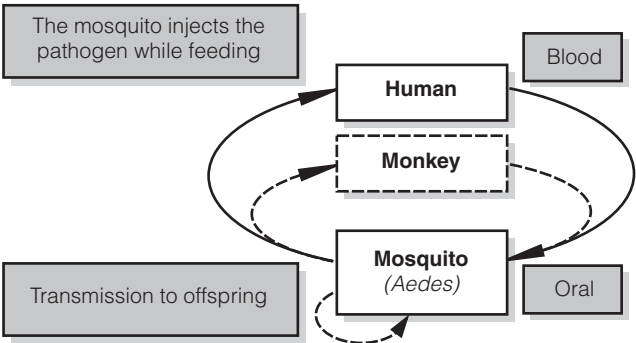 The mosquito injects the
pathogen while feeding
Blood
Human
Monkey
Mosquito
(Aedes)
Transmission to offspring
Oral